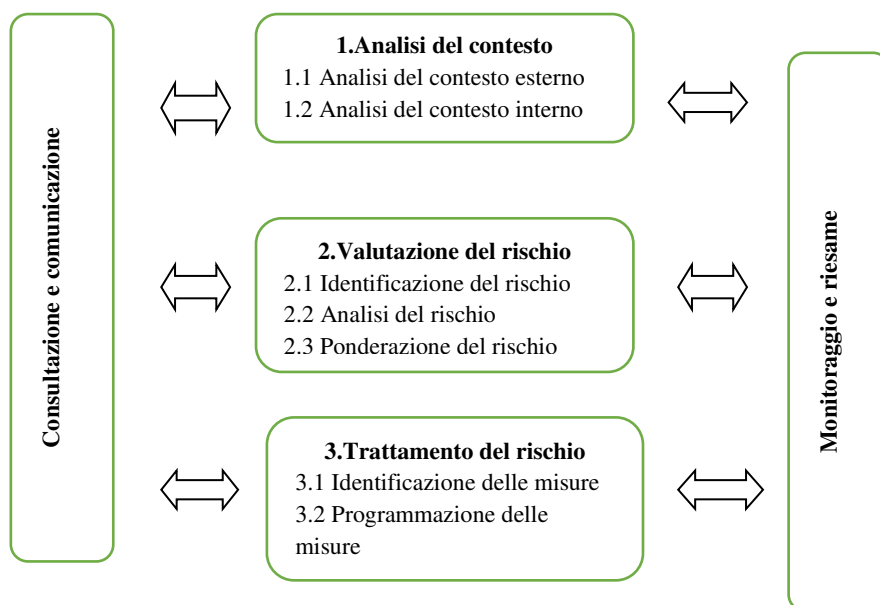 Consultazione e comunicazione
1.Analisi del contesto
1.1 Analisi del contesto esterno
1.2 Analisi del contesto interno
2.Valutazione del rischio
2.1 Identificazione del rischio
2.2 Analisi del rischio
2.3 Ponderazione del rischio
3.Trattamento del rischio
3.1 Identificazione delle misure
3.2 Programmazione delle
misure
Monitoraggio e riesame